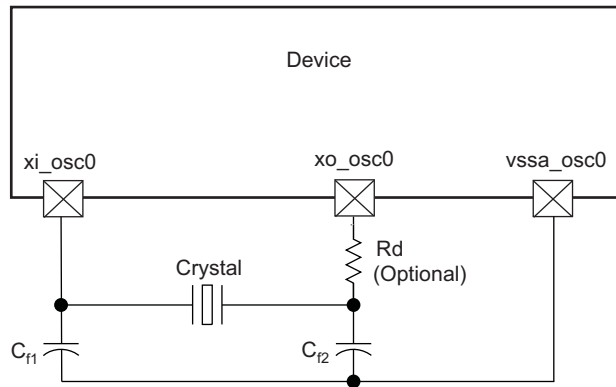 Device
xi_osc0
xo_osc0
vssa_osc0
Rd
(Optional)
Crystal
Cf1
Cf2